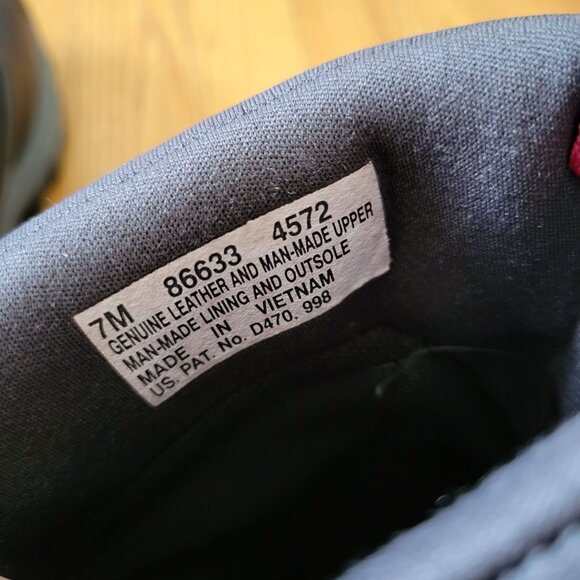 7M 86633 4572
GENUINE LEATHER AND MAN-MADE UPPER
MAN-MADE LINING AND OUTSOLE
MADE IN VIETNAM
US. PAT. No. D470. 998